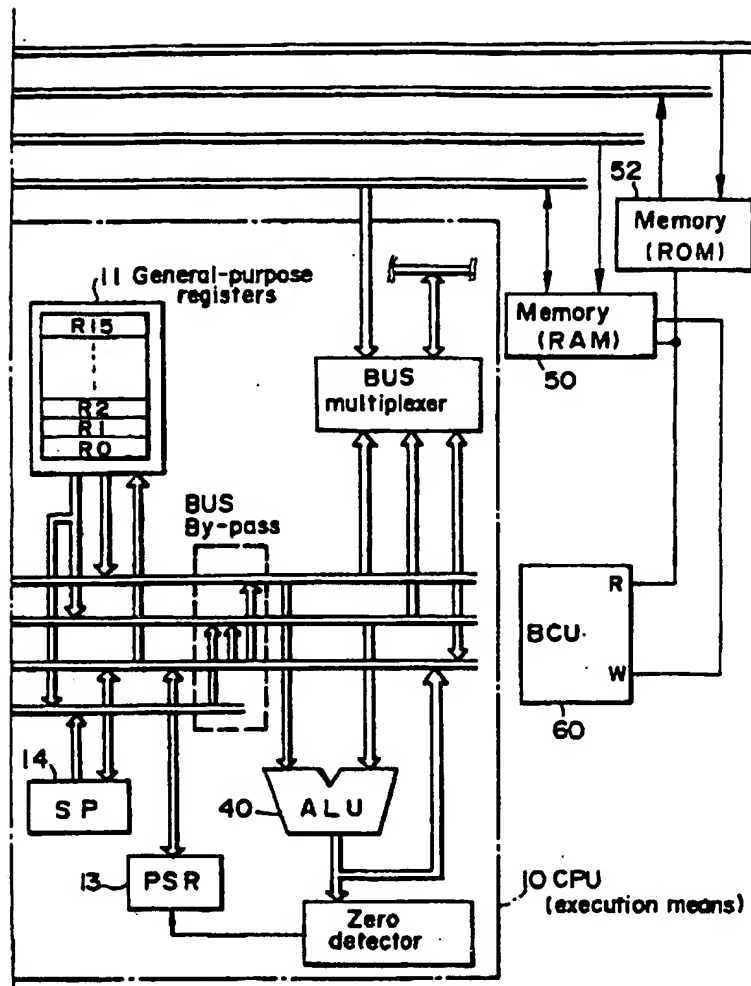 52
Memory
(ROM)
11 General-purpose
registers
R15
R2
R1
R0
Memory
(RAM)
50
BUS
multiplexer
BUS
By-pass
R
BCU
W
60
14
SP
40
ALU
13
PSR
Zero
detector
10 CPU
(execution means)